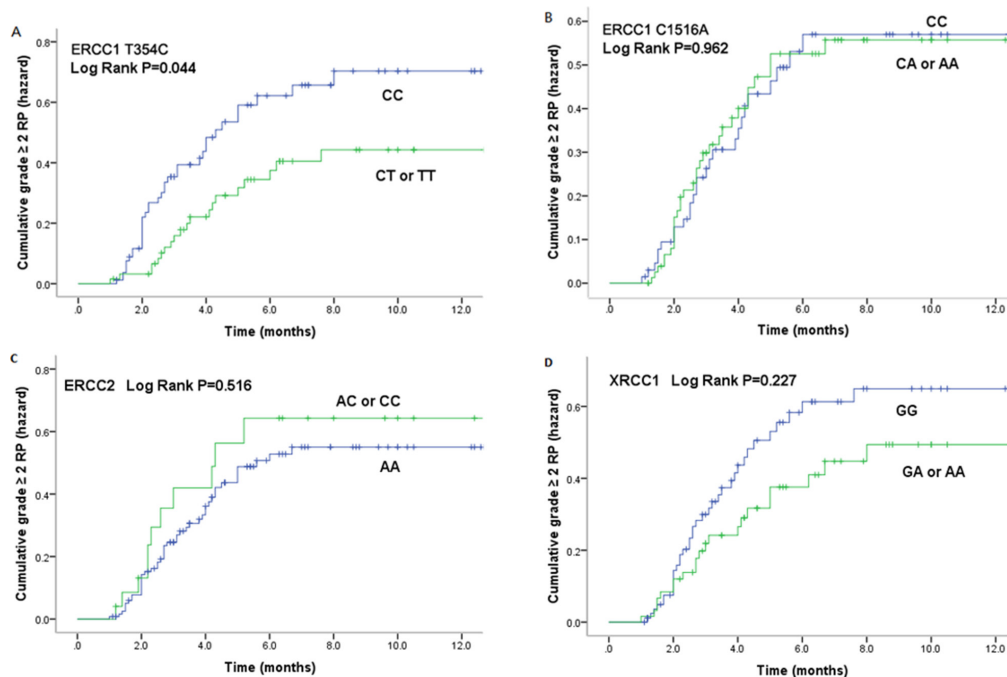 A
ERCC1 T354C
Log Rank P=0.044
Cumulative grade ≥ 2 RP (hazard)
0.8
0.6
0.4
0.2
0.0
CC
CT or TT
.0 2.0 4.0 6.0 8.0 10.0 12.0
Time (months)
B
ERCC1 C1516A
Log Rank P=0.962
Cumulative grade ≥ 2 RP (hazard)
0.6
0.5
0.4
0.3
0.2
0.1
0.0
CC
CA or AA
.0 2.0 4.0 6.0 8.0 10.0 12.0
Time (months)
C
ERCC2 Log Rank P=0.516
Cumulative grade ≥ 2 RP (hazard)
0.8
0.6
0.4
0.2
0.0
AC or CC
AA
.0 2.0 4.0 6.0 8.0 10.0 12.0
Time (months)
D
XRCC1 Log Rank P=0.227
Cumulative grade ≥ 2 RP (hazard)
0.8
0.6
0.4
0.2
0.0
GG
GA or AA
.0 2.0 4.0 6.0 8.0 10.0 12.0
Time (months)